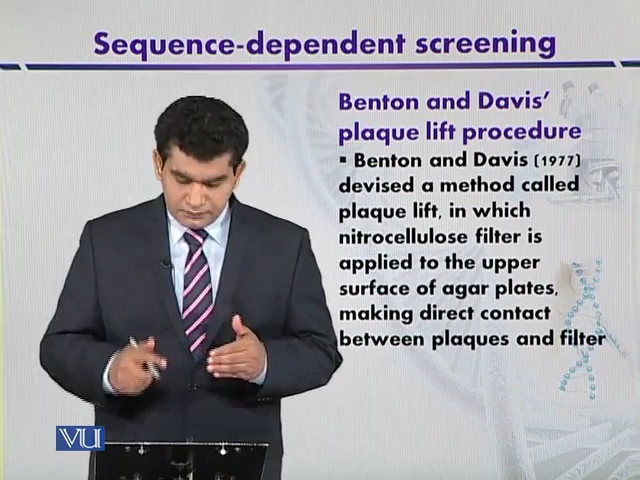 Sequence-dependent screening
Benton and Davis’
plaque lift procedure
▪ Benton and Davis (1977)
devised a method called
plaque lift, in which
nitrocellulose filter is
applied to the upper
surface of agar plates,
making direct contact
between plaques and filter
VU